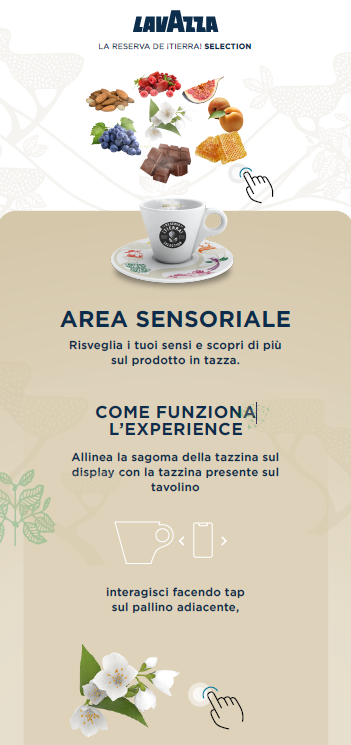 LAVAZZA
LA RESERVA DE ¡TIERRA! SELECTION
¡TIERRA!
SELECTION
AREA SENSORIALE
Risveglia i tuoi sensi e scopri di più
sul prodotto in tazza.
COME FUNZIONA
L’EXPERIENCE
Allinea la sagoma della tazzina sul
display con la tazzina presente sul
tavolino
interagisci facendo tap
sul pallino adiacente,